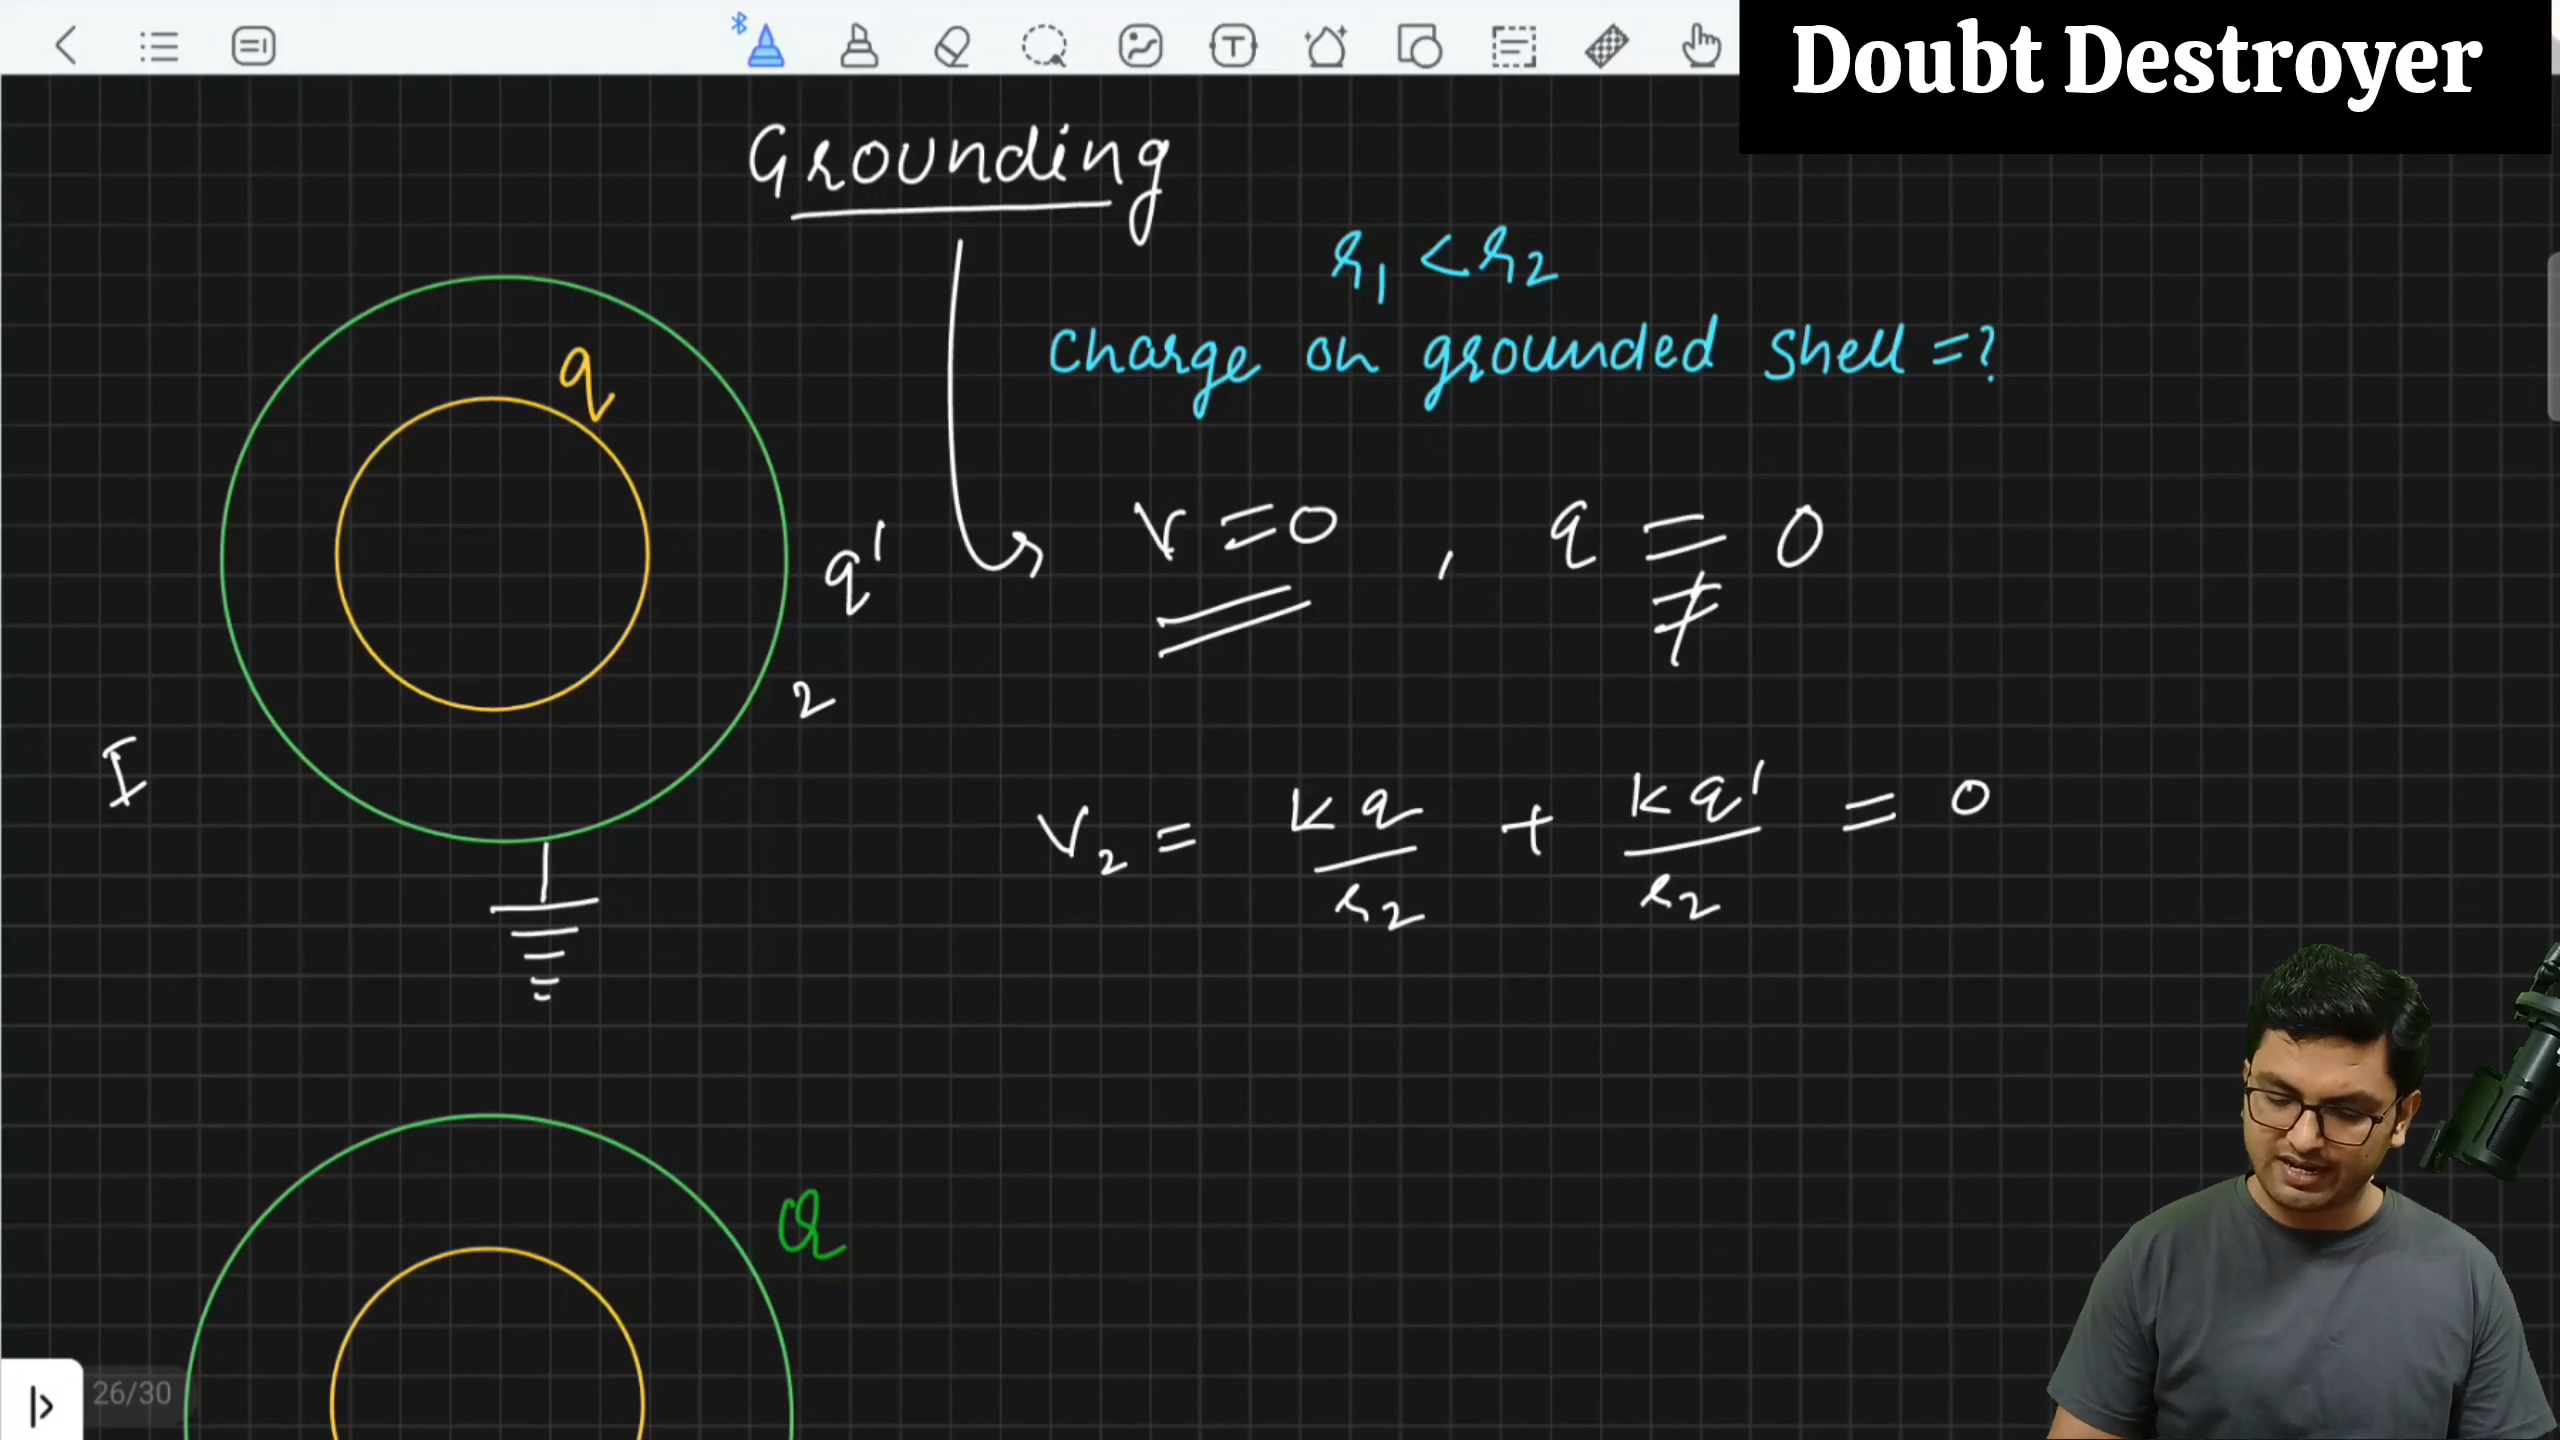 Doubt Destroyer
Grounding
r₁ < r₂
Charge on grounded shell = ?
q
V = 0 , q = 0
≠
q'
2
I
V₂ = kq/r₂ + kq'/r₂ = 0
Q
26/30